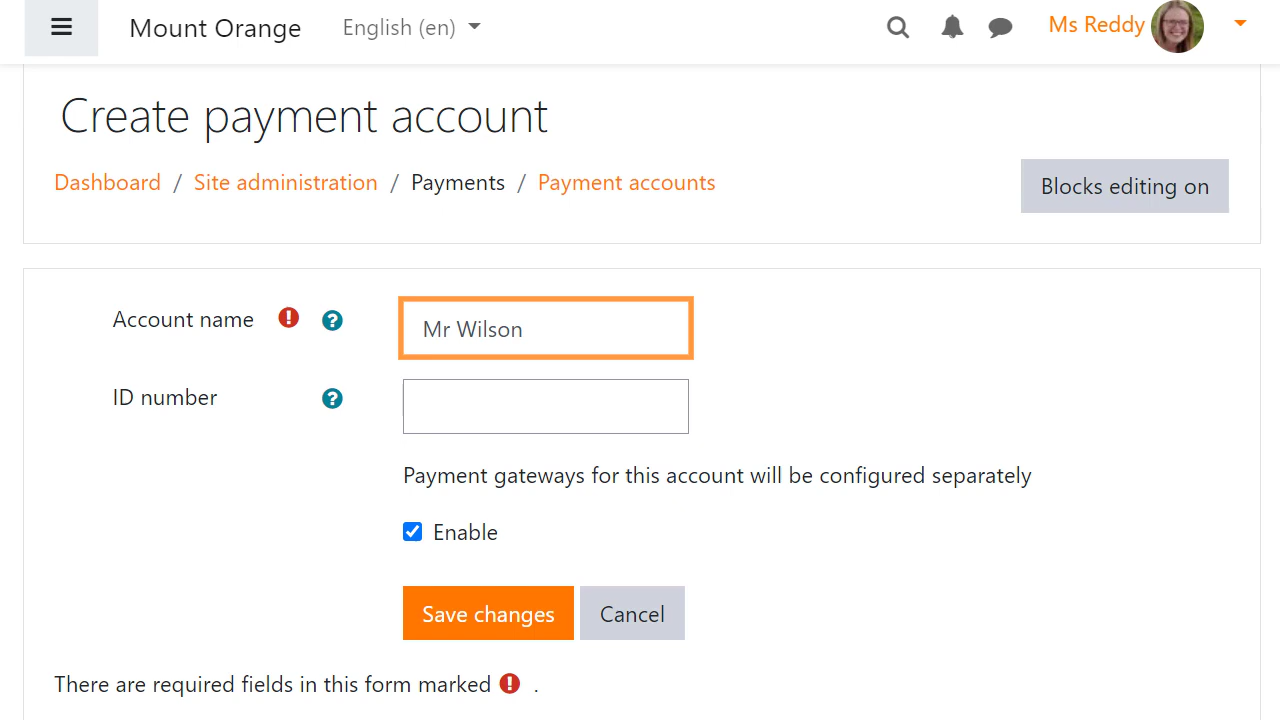 Mount Orange English (en) Ms Reddy
Create payment account
Dashboard / Site administration / Payments / Payment accounts
Blocks editing on
Account name Mr Wilson
ID number
Payment gateways for this account will be configured separately
Enable
Save changes Cancel
There are required fields in this form marked .